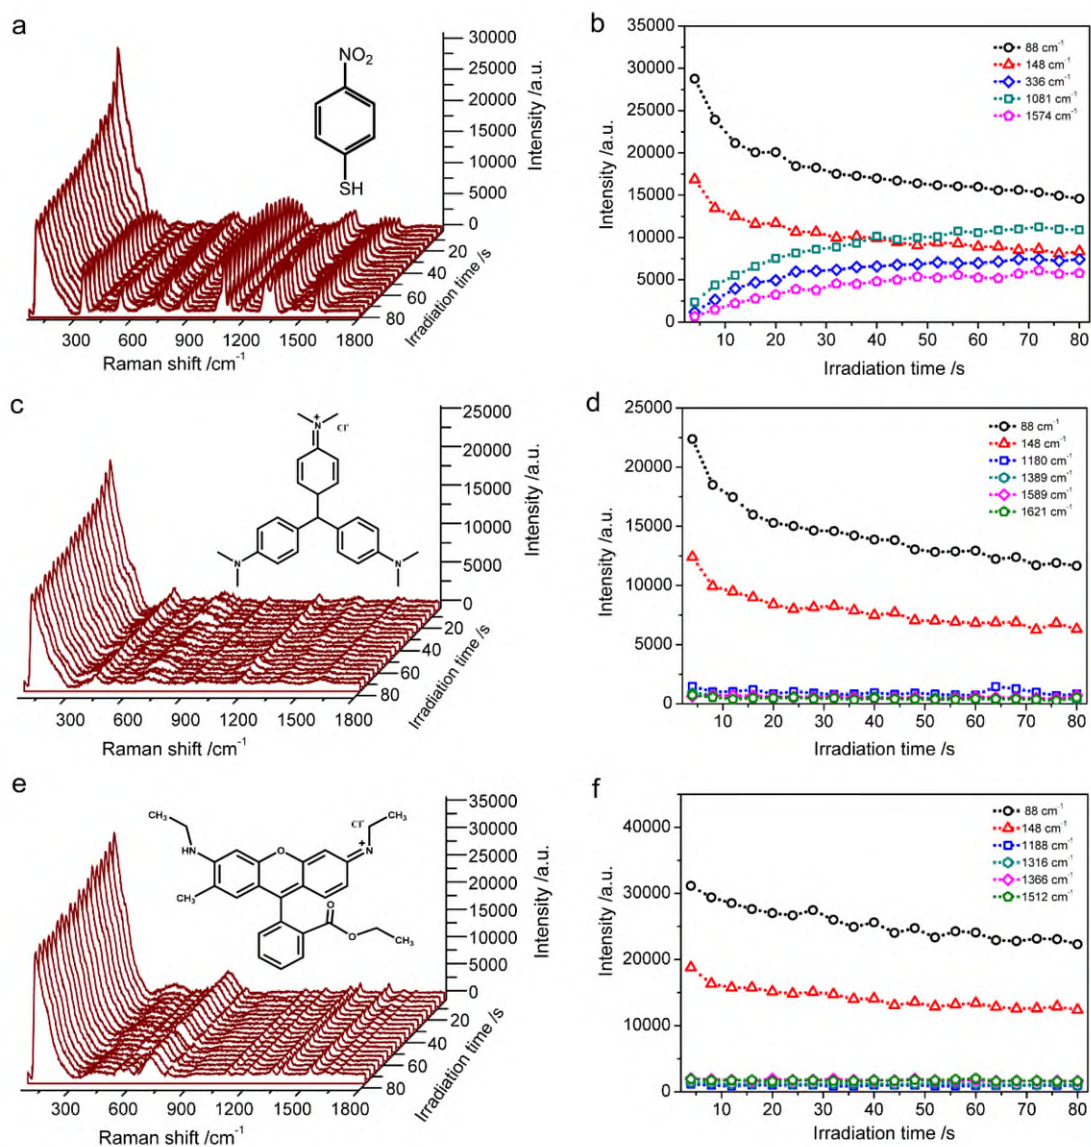 a
NO₂
SH
30000
25000
20000
15000
10000
5000
0
Intensity /a.u.
20
40
60
80
Irradiation time /s
300 600 900 1200 1500 1800
Raman shift /cm⁻¹
b
35000
30000
25000
20000
15000
10000
5000
0
Intensity /a.u.
88 cm⁻¹
148 cm⁻¹
336 cm⁻¹
1081 cm⁻¹
1574 cm⁻¹
10 20 30 40 50 60 70 80
Irradiation time /s
c
N
+
Cl⁻
N
N
25000
20000
15000
10000
5000
0
Intensity /a.u.
20
40
60
80
Irradiation time /s
300 600 900 1200 1500 1800
Raman shift /cm⁻¹
d
25000
20000
15000
10000
5000
0
Intensity /a.u.
88 cm⁻¹
148 cm⁻¹
1180 cm⁻¹
1389 cm⁻¹
1589 cm⁻¹
1621 cm⁻¹
10 20 30 40 50 60 70 80
Irradiation time /s
e
CH₃
CH₃
Cl⁻
HN
O
N
+
CH₃
O
O
CH₃
35000
30000
25000
20000
15000
10000
5000
0
Intensity /a.u.
20
40
60
80
Irradiation time /s
300 600 900 1200 1500 1800
Raman shift /cm⁻¹
f
40000
30000
20000
10000
0
Intensity /a.u.
88 cm⁻¹
148 cm⁻¹
1188 cm⁻¹
1316 cm⁻¹
1366 cm⁻¹
1512 cm⁻¹
10 20 30 40 50 60 70 80
Irradiation time /s